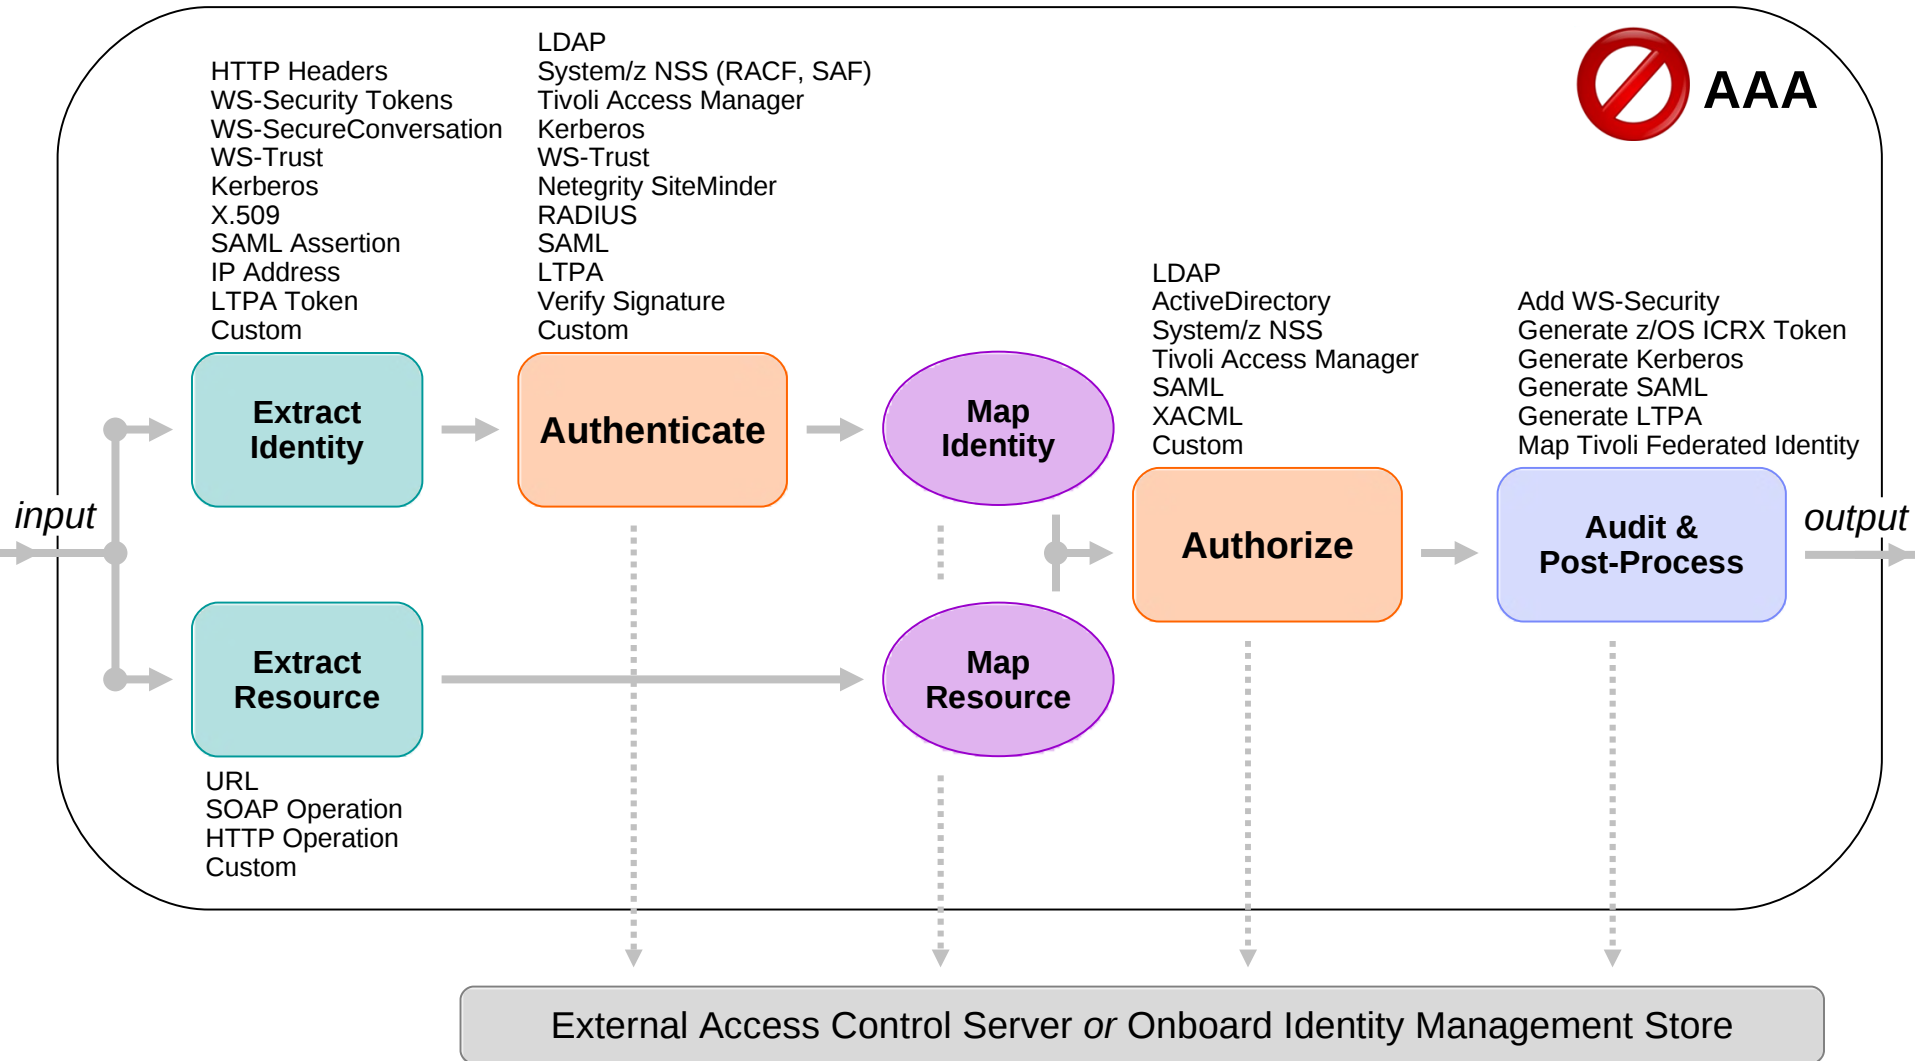 AAA
HTTP Headers
WS-Security Tokens
WS-SecureConversation
WS-Trust
Kerberos
X.509
SAML Assertion
IP Address
LTPA Token
Custom
LDAP
System/z NSS (RACF, SAF)
Tivoli Access Manager
Kerberos
WS-Trust
Netegrity SiteMinder
RADIUS
SAML
LTPA
Verify Signature
Custom
LDAP
ActiveDirectory
System/z NSS
Tivoli Access Manager
SAML
XACML
Custom
Add WS-Security
Generate z/OS ICRX Token
Generate Kerberos
Generate SAML
Generate LTPA
Map Tivoli Federated Identity
input
Extract
Identity
Authenticate
Map
Identity
Authorize
Audit &
Post-Process
output
Extract
Resource
Map
Resource
URL
SOAP Operation
HTTP Operation
Custom
External Access Control Server or Onboard Identity Management Store